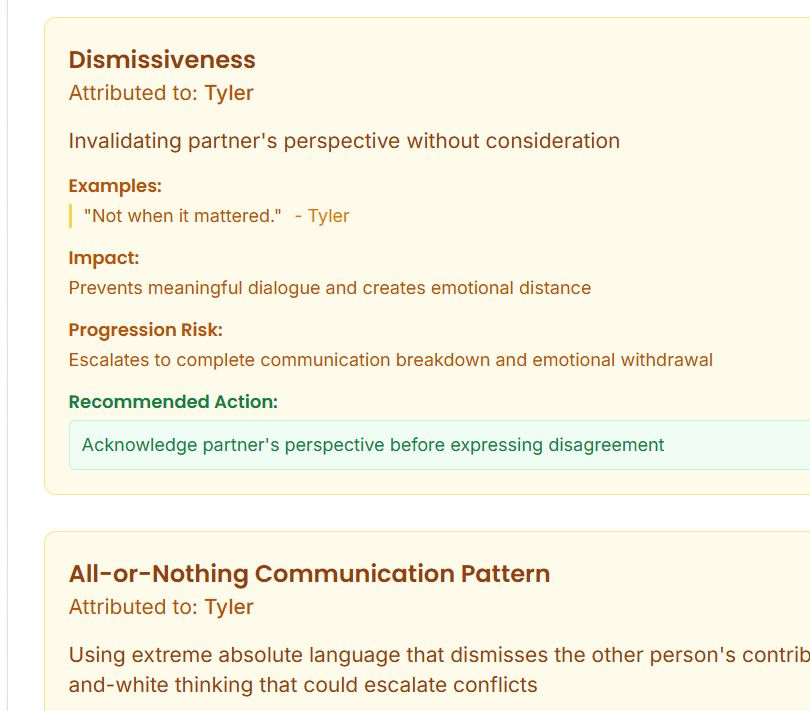 Dismissiveness
Attributed to: Tyler
Invalidating partner's perspective without consideration
Examples:
"Not when it mattered." - Tyler
Impact:
Prevents meaningful dialogue and creates emotional distance
Progression Risk:
Escalates to complete communication breakdown and emotional withdrawal
Recommended Action:
Acknowledge partner's perspective before expressing disagreement
All-or-Nothing Communication Pattern
Attributed to: Tyler
Using extreme absolute language that dismisses the other person's contrib
and-white thinking that could escalate conflicts